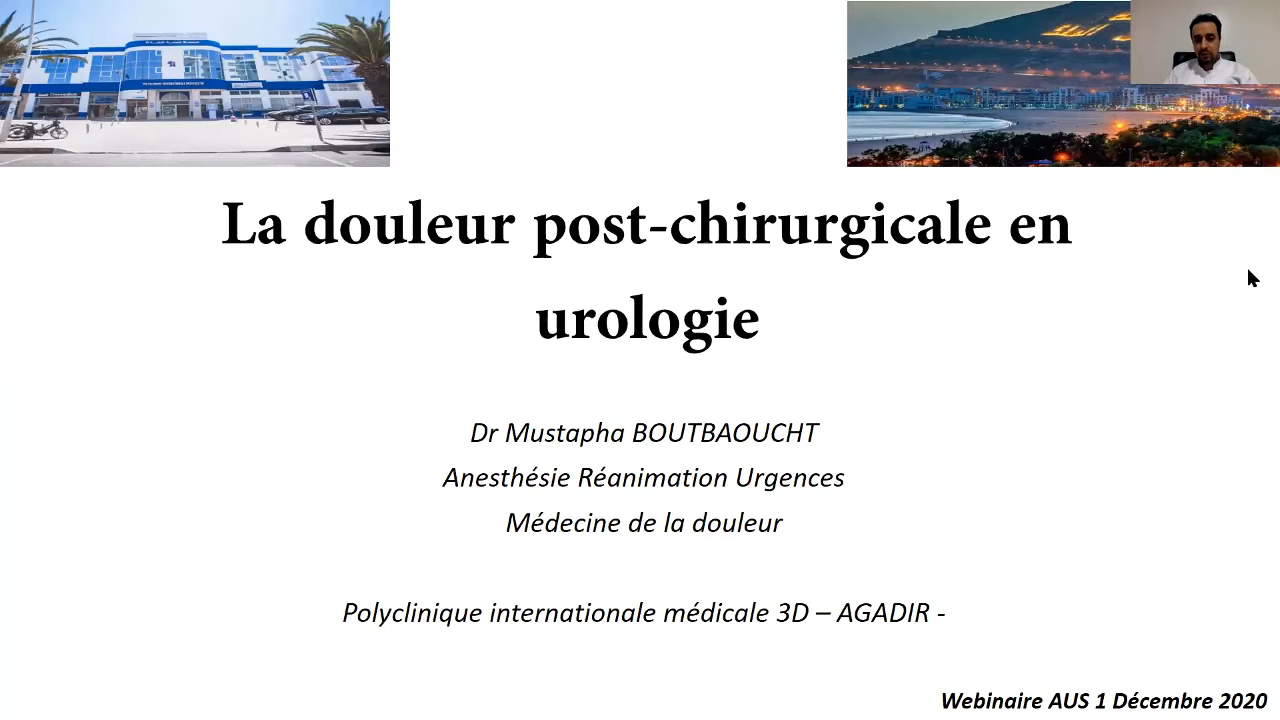 La douleur post-chirurgicale en
urologie
Dr Mustapha BOUTBAOUCHT
Anesthésie Réanimation Urgences
Médecine de la douleur
Polyclinique internationale médicale 3D – AGADIR -
Webinaire AUS 1 Décembre 2020